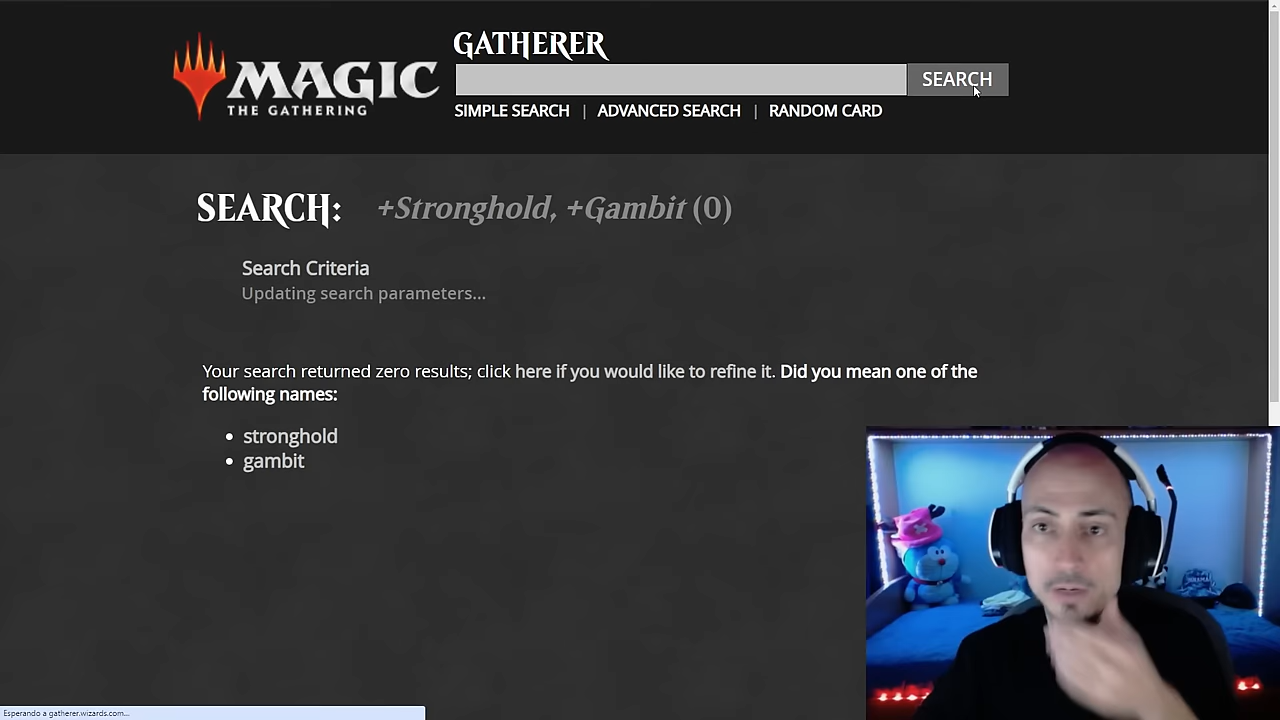 GATHERER
MAGIC
THE GATHERING
SEARCH
SIMPLE SEARCH | ADVANCED SEARCH | RANDOM CARD
SEARCH: +Stronghold, +Gambit (0)
Search Criteria
Updating search parameters...
Your search returned zero results; click here if you would like to refine it. Did you mean one of the
following names:
• stronghold
• gambit
Esperando a gatherer.wizards.com...